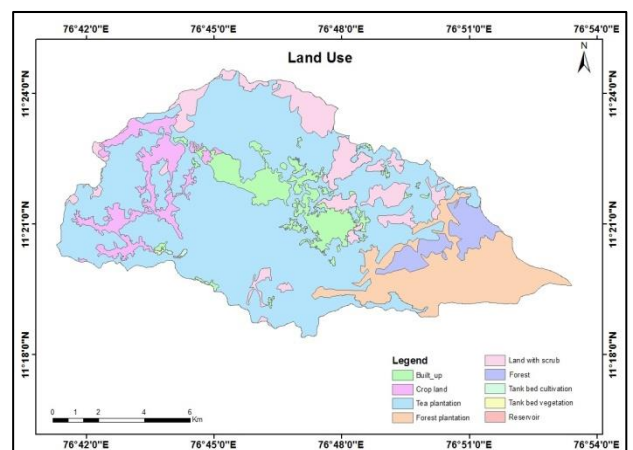 76°42'0"E 76°45'0"E 76°48'0"E 76°51'0"E 76°54'0"E
Land Use
N
11°24'0"N 11°24'0"N
11°21'0"N 11°21'0"N
11°18'0"N 11°18'0"N
Legend
Built_up
Crop land
Tea plantation
Forest plantation
Land with scrub
Forest
Tank bed cultivation
Tank bed vegetation
Reservoir
0 1 2 4 6
Km
76°42'0"E 76°45'0"E 76°48'0"E 76°51'0"E 76°54'0"E